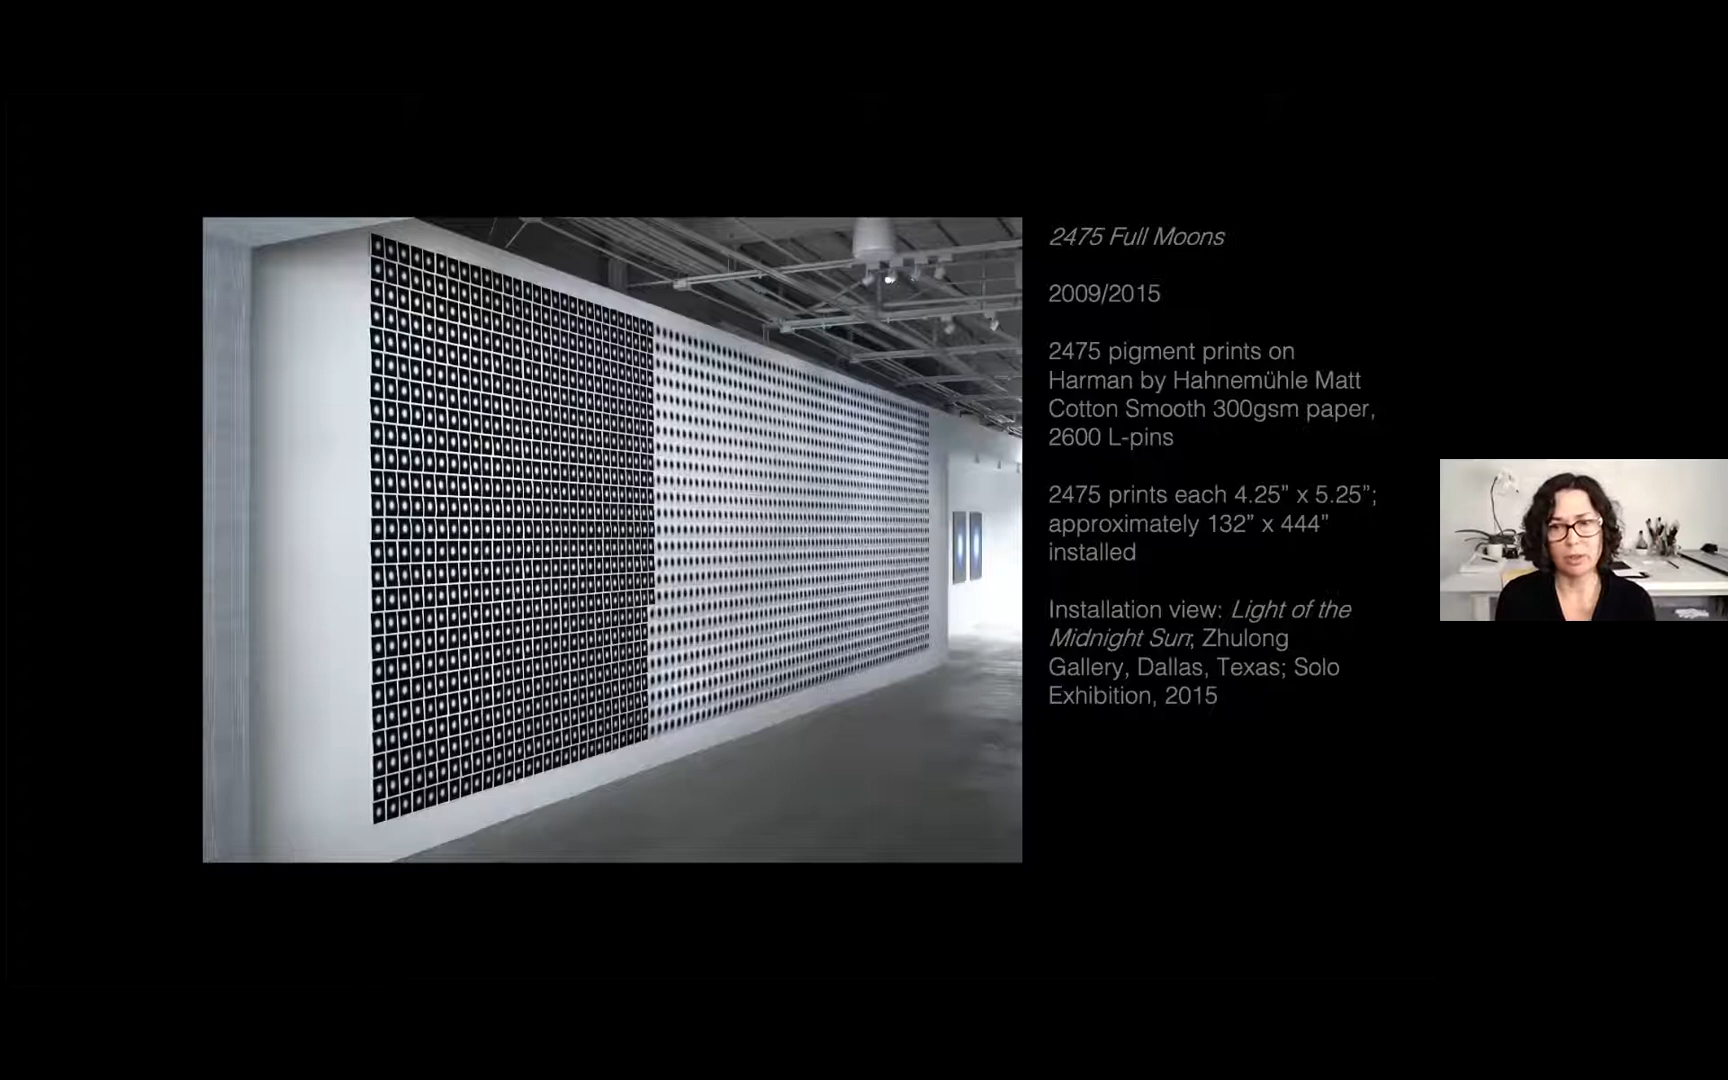 2475 Full Moons
2009/2015
2475 pigment prints on
Harman by Hahnemühle Matt
Cotton Smooth 300gsm paper,
2600 L-pins
2475 prints each 4.25” x 5.25”;
approximately 132” x 444”
installed
Installation view: Light of the
Midnight Sun; Zhulong
Gallery, Dallas, Texas; Solo
Exhibition, 2015